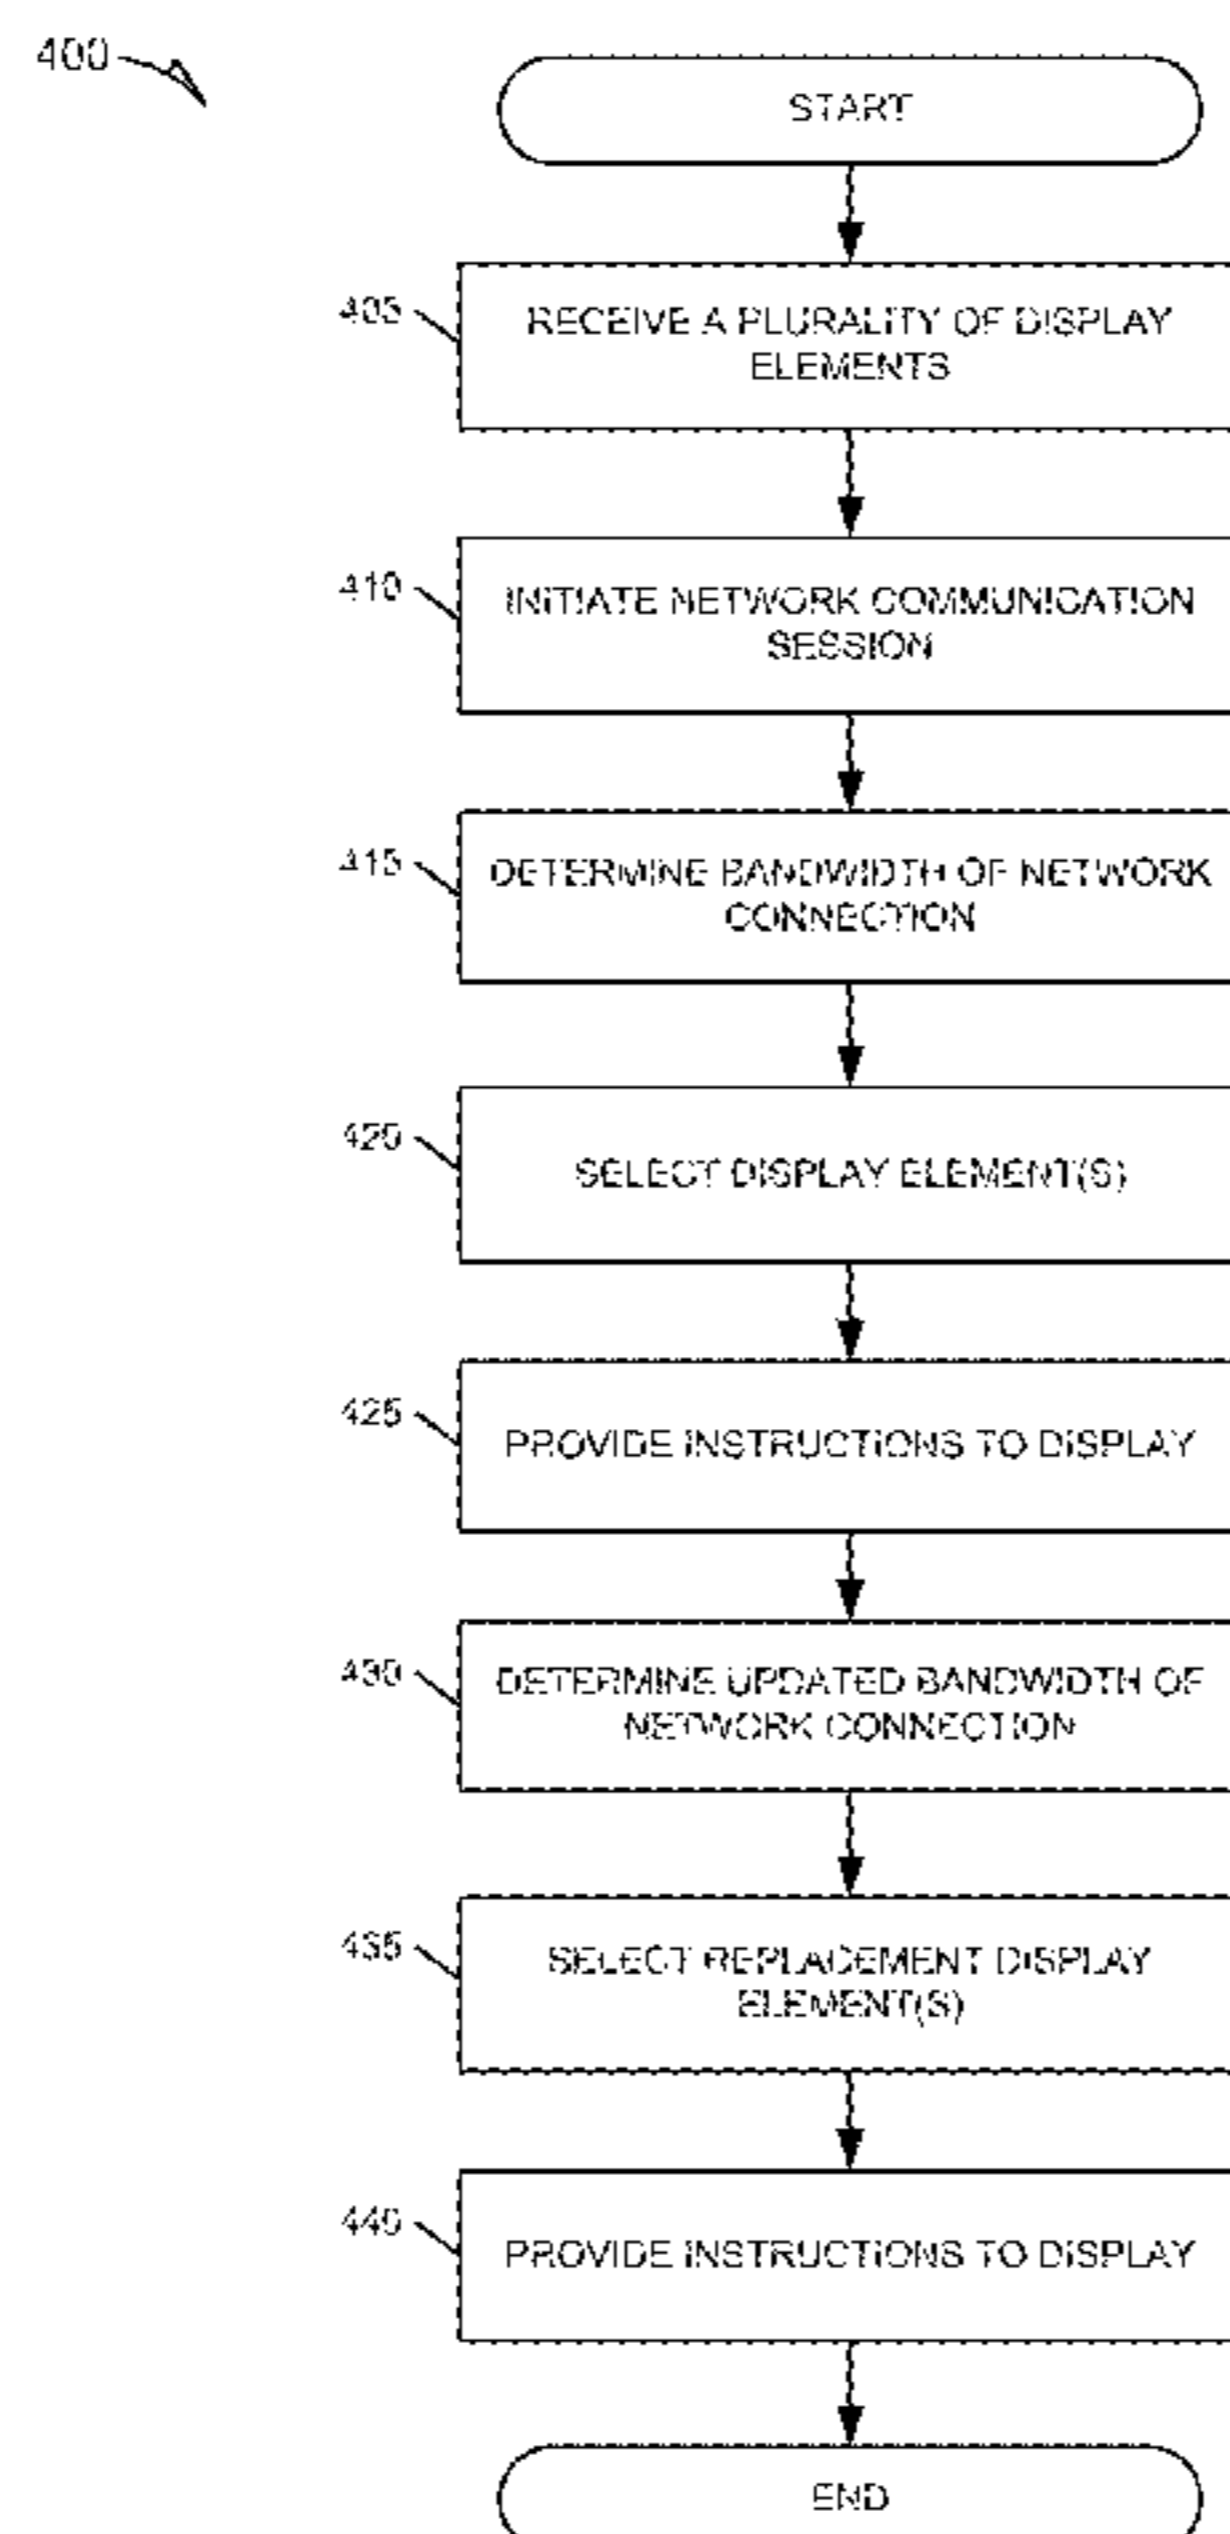 400
START
405
RECEIVE A PLURALITY OF DISPLAY
ELEMENTS
410
INITIATE NETWORK COMMUNICATION
SESSION
415
DETERMINE BANDWIDTH OF NETWORK
CONNECTION
420
SELECT DISPLAY ELEMENT(S)
425
PROVIDE INSTRUCTIONS TO DISPLAY
430
DETERMINE UPDATED BANDWIDTH OF
NETWORK CONNECTION
435
SELECT REPLACEMENT DISPLAY
ELEMENT(S)
440
PROVIDE INSTRUCTIONS TO DISPLAY
END